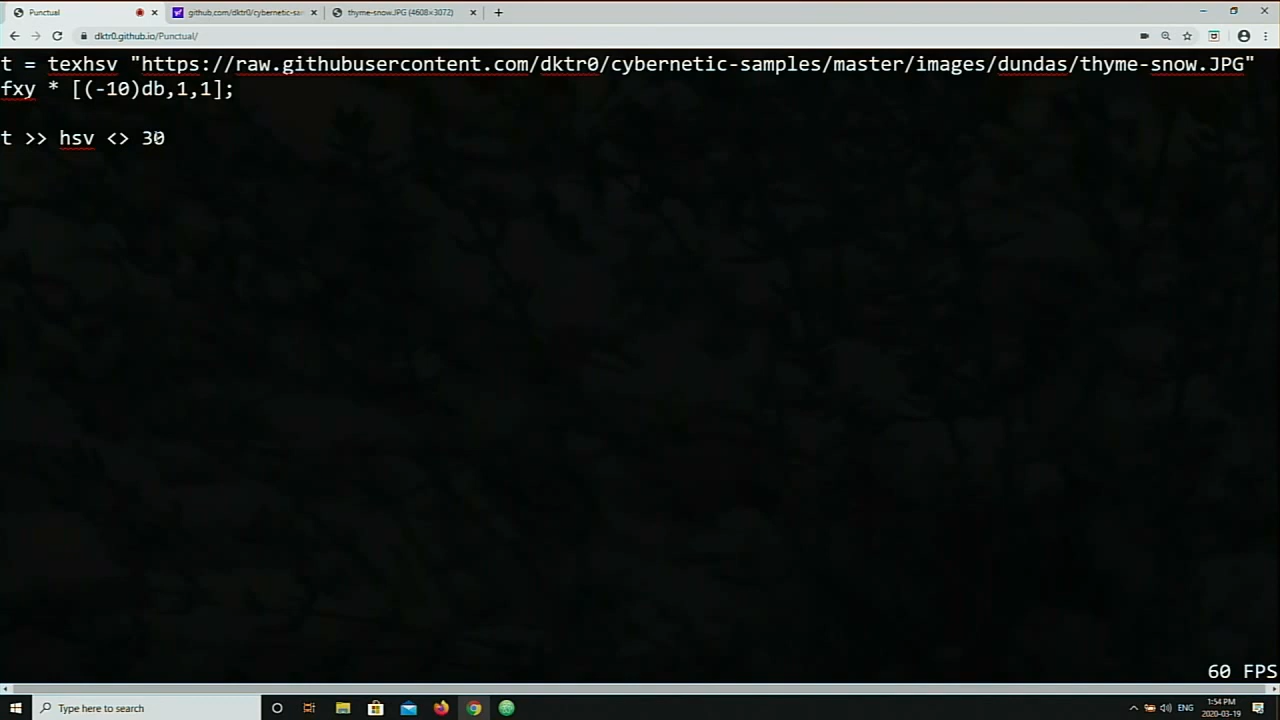 Punctual
github.com/dktr0/cybernetic-sa
thyme-snow.JPG (4608×3072)
dktr0.github.io/Punctual/
t = texhsv "https://raw.githubusercontent.com/dktr0/cybernetic-samples/master/images/dundas/thyme-snow.JPG"
fxy * [(-10)db,1,1];
t >> hsv <> 30
60 FPS
Type here to search
ENG
1:54 PM
2020-03-19